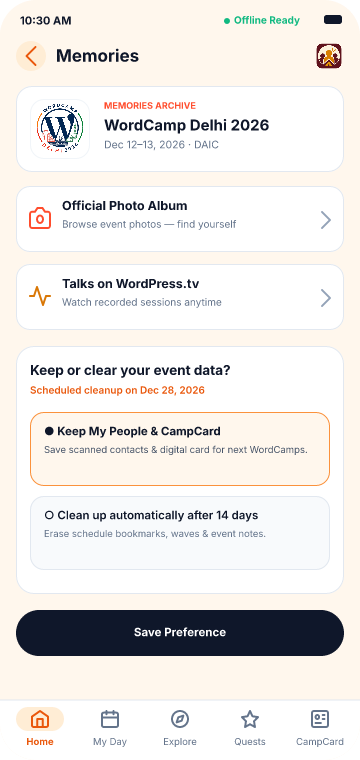 10:30 AM
Offline Ready
Memories
MEMORIES ARCHIVE
WordCamp Delhi 2026
Dec 12–13, 2026 · DAIC
Official Photo Album
Browse event photos — find yourself
Talks on WordPress.tv
Watch recorded sessions anytime
Keep or clear your event data?
Scheduled cleanup on Dec 28, 2026
Keep My People & CampCard
Save scanned contacts & digital card for next WordCamps.
Clean up automatically after 14 days
Erase schedule bookmarks, waves & event notes.
Save Preference
Home
My Day
Explore
Quests
CampCard